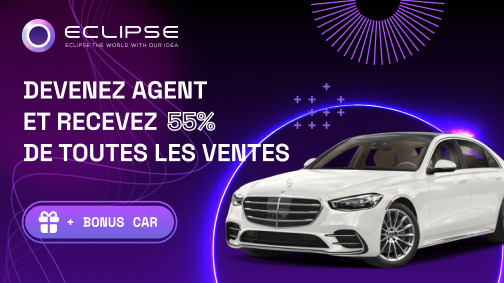 ECLIPSE
ECLIPSE THE WORLD WITH OUR IDEA
DEVENEZ AGENT
ET RECEVEZ 55%
DE TOUTES LES VENTES
+ BONUS CAR